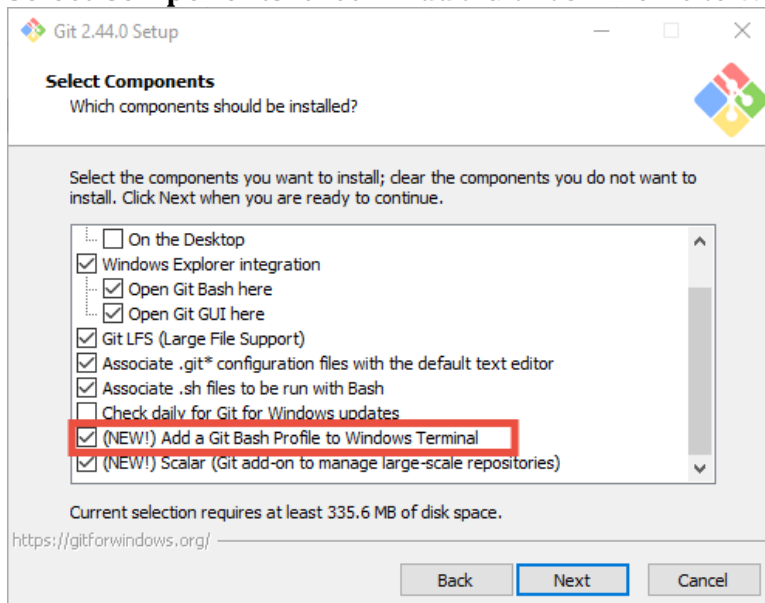 Git 2.44.0 Setup
Select Components
Which components should be installed?
Select the components you want to install; clear the components you do not want to
install. Click Next when you are ready to continue.
On the Desktop
Windows Explorer integration
Open Git Bash here
Open Git GUI here
Git LFS (Large File Support)
Associate .git* configuration files with the default text editor
Associate .sh files to be run with Bash
Check daily for Git for Windows updates
(NEW!) Add a Git Bash Profile to Windows Terminal
(NEW!) Scalar (Git add-on to manage large-scale repositories)
Current selection requires at least 335.6 MB of disk space.
https://gitforwindows.org/
Back Next Cancel